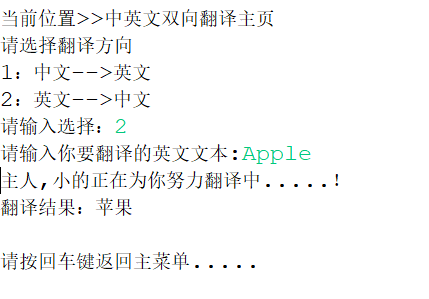 当前位置>>中英文双向翻译主页
请选择翻译方向
1: 中文-->英文
2: 英文-->中文
请输入选择: 2
请输入你要翻译的英文文本:Apple
主人,小的正在为你努力翻译中.....!
翻译结果: 苹果
请按回车键返回主菜单.....